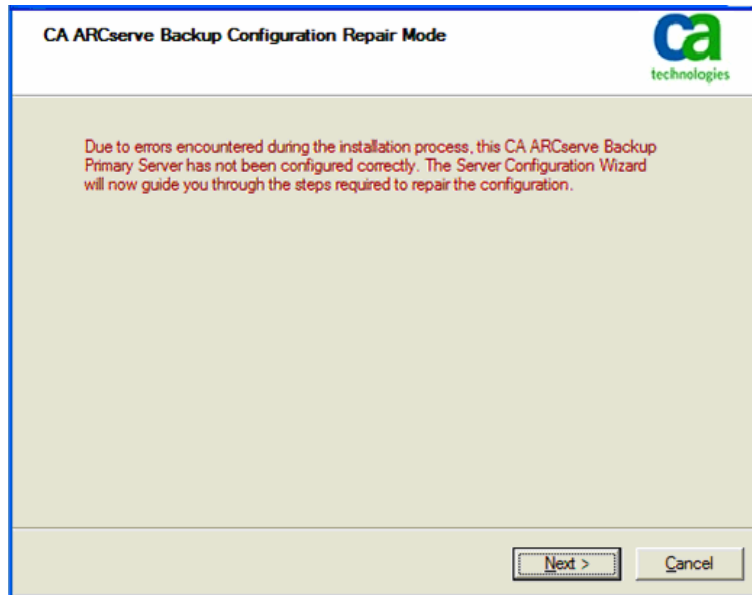 CA ARCserve Backup Configuration Repair Mode
ca
technologies
Due to errors encountered during the installation process, this CA ARCserve Backup
Primary Server has not been configured correctly. The Server Configuration Wizard
will now guide you through the steps required to repair the configuration.
Next >
Cancel